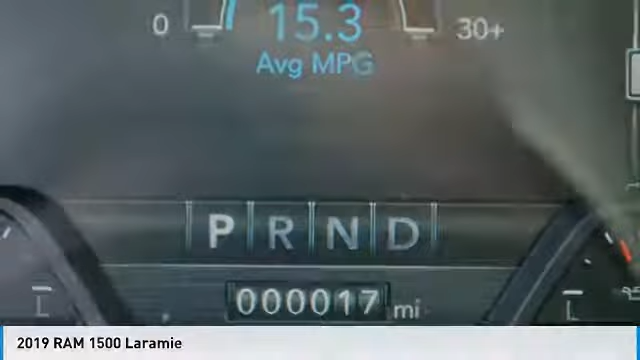 15.3
0 30+
Avg MPG
P R N D
000017 mi
2019 RAM 1500 Laramie